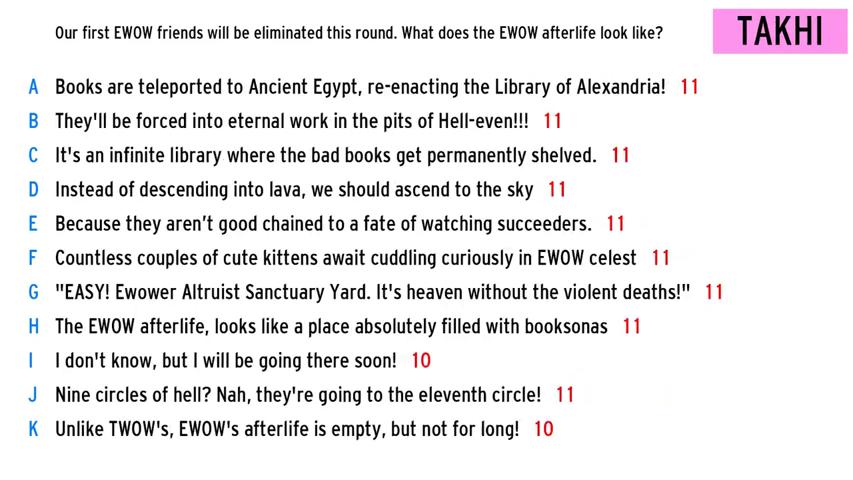 Our first EWOW friends will be eliminated this round. What does the EWOW afterlife look like?
TAKHI
A Books are teleported to Ancient Egypt, re-enacting the Library of Alexandria! 11
B They'll be forced into eternal work in the pits of Hell-even!!! 11
C It's an infinite library where the bad books get permanently shelved. 11
D Instead of descending into lava, we should ascend to the sky 11
E Because they aren’t good chained to a fate of watching succeeders. 11
F Countless couples of cute kittens await cuddling curiously in EWOW celest 11
G "EASY! Ewower Altruist Sanctuary Yard. It's heaven without the violent deaths!" 11
H The EWOW afterlife, looks like a place absolutely filled with booksonas 11
I I don't know, but I will be going there soon! 10
J Nine circles of hell? Nah, they're going to the eleventh circle! 11
K Unlike TWOW's, EWOW's afterlife is empty, but not for long! 10